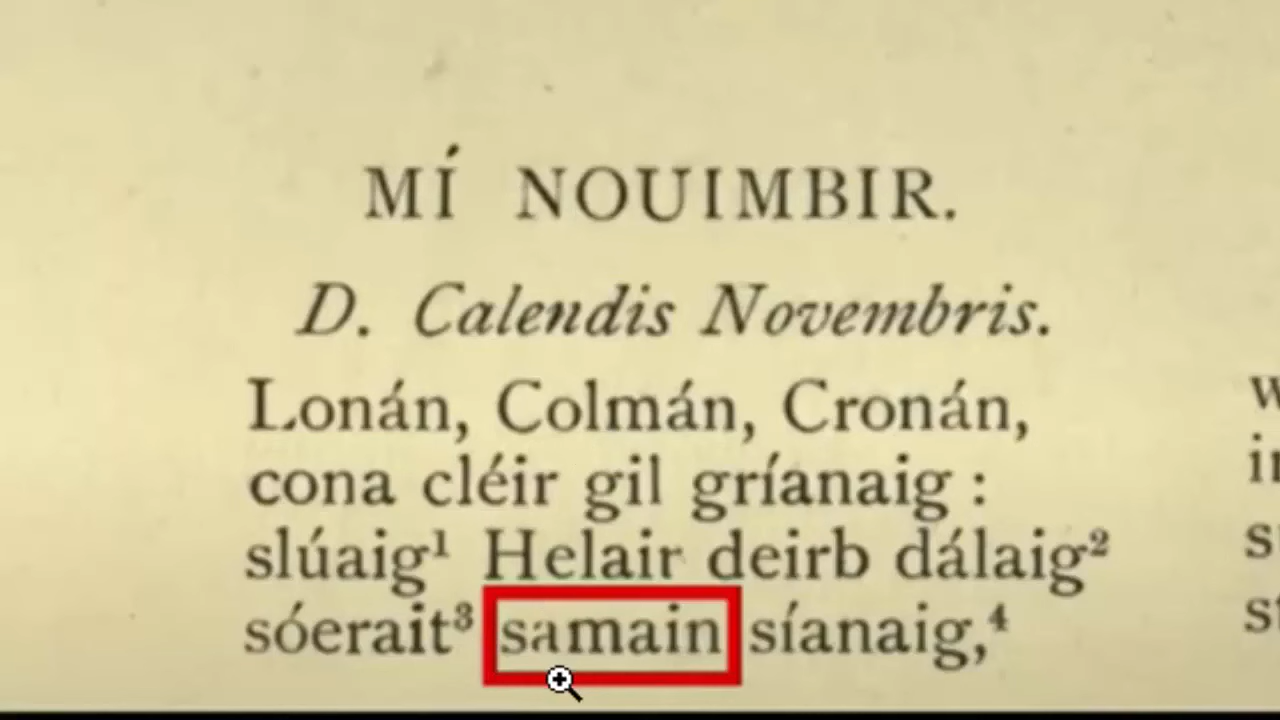 MÍ NOUIMBIR.
D. Calendis Novembris.
Lonán, Colmán, Cronán,
cona cléir gil gríanaig :
slúaig¹ Helair deirb dálaig²
sóerait³ samain síanaig,⁴